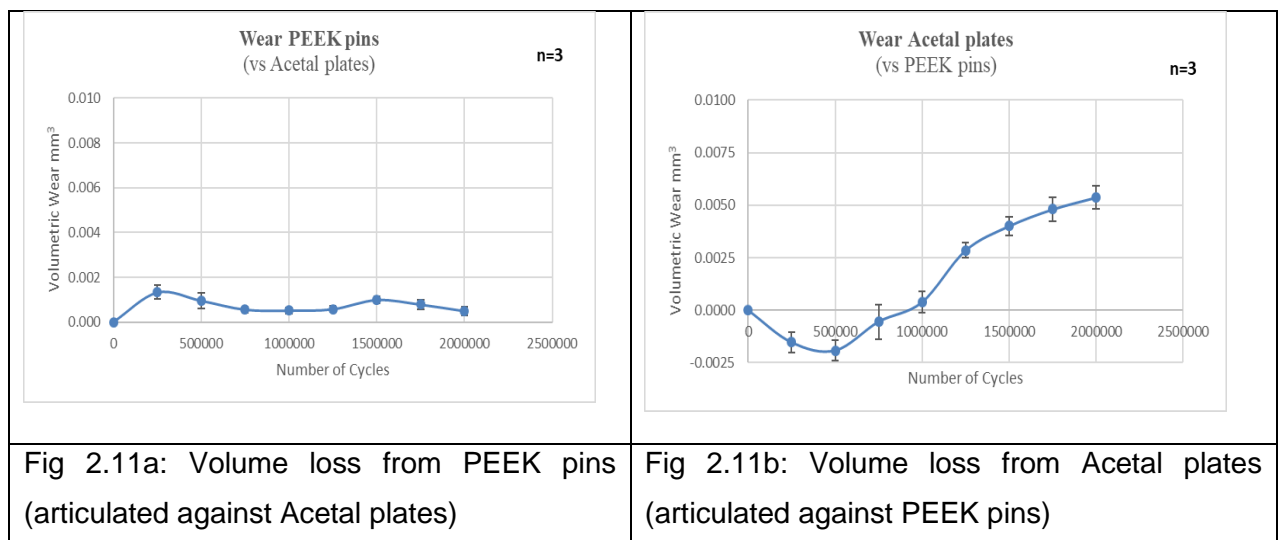 Wear PEEK pins
(vs Acetal plates)
n=3
Volumetric Wear mm³
0.010
0.008
0.006
0.004
0.002
0.000
0 500000 1000000 1500000 2000000 2500000
Number of Cycles
Fig 2.11a: Volume loss from PEEK pins
(articulated against Acetal plates)
Wear Acetal plates
(vs PEEK pins)
n=3
Volumetric Wear mm³
0.0100
0.0075
0.0050
0.0025
0.0000
-0.0025
0 500000 1000000 1500000 2000000 2500000
Number of Cycles
Fig 2.11b: Volume loss from Acetal plates
(articulated against PEEK pins)